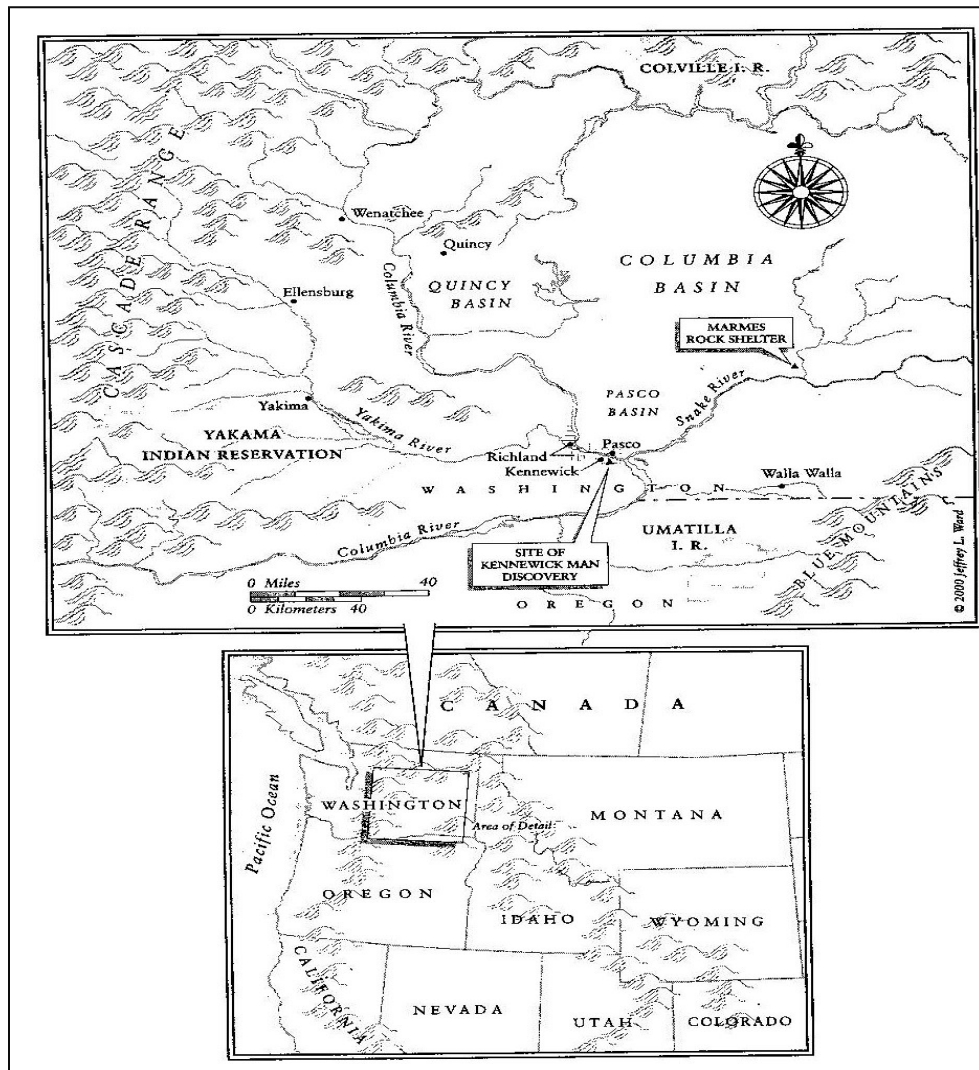 COLVILLE I. R.
CASCADE RANGE
Wenatchee
Quincy
Columbia River
QUINCY
BASIN
COLUMBIA
BASIN
Ellensburg
MARMES
ROCK SHELTER
PASCO
BASIN
Snake River
Yakima
Yakima River
YAKAMA
INDIAN RESERVATION
Richland
Pasco
Kennewick
Walla Walla
WASHINGTON
Columbia River
UMATILLA
I. R.
BLUE MOUNTAINS
SITE OF
KENNEWICK MAN
DISCOVERY
0 Miles 40
0 Kilometers 40
OREGON
© 2000 Jeffrey L. Ward
CANADA
Pacific Ocean
WASHINGTON
Area of Detail
MONTANA
OREGON
IDAHO
WYOMING
CALIFORNIA
NEVADA
UTAH
COLORADO